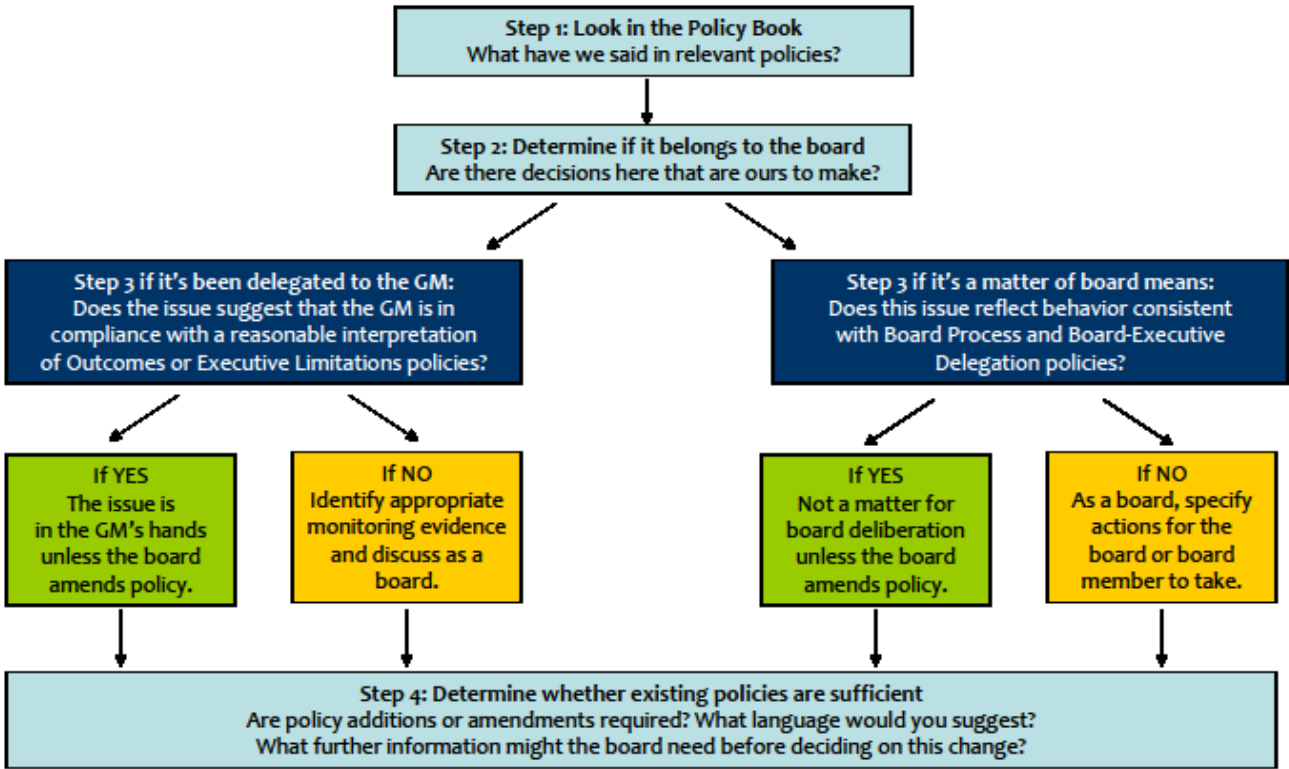 Step 1: Look in the Policy Book
What have we said in relevant policies?
Step 2: Determine if it belongs to the board
Are there decisions here that are ours to make?
Step 3 if it's been delegated to the GM:
Does the issue suggest that the GM is in
compliance with a reasonable interpretation
of Outcomes or Executive Limitations policies?
Step 3 if it's a matter of board means:
Does this issue reflect behavior consistent
with Board Process and Board-Executive
Delegation policies?
If YES
The issue is
in the GM's hands
unless the board
amends policy.
If NO
Identify appropriate
monitoring evidence
and discuss as a
board.
If YES
Not a matter for
board deliberation
unless the board
amends policy.
If NO
As a board, specify
actions for the
board or board
member to take.
Step 4: Determine whether existing policies are sufficient
Are policy additions or amendments required? What language would you suggest?
What further information might the board need before deciding on this change?